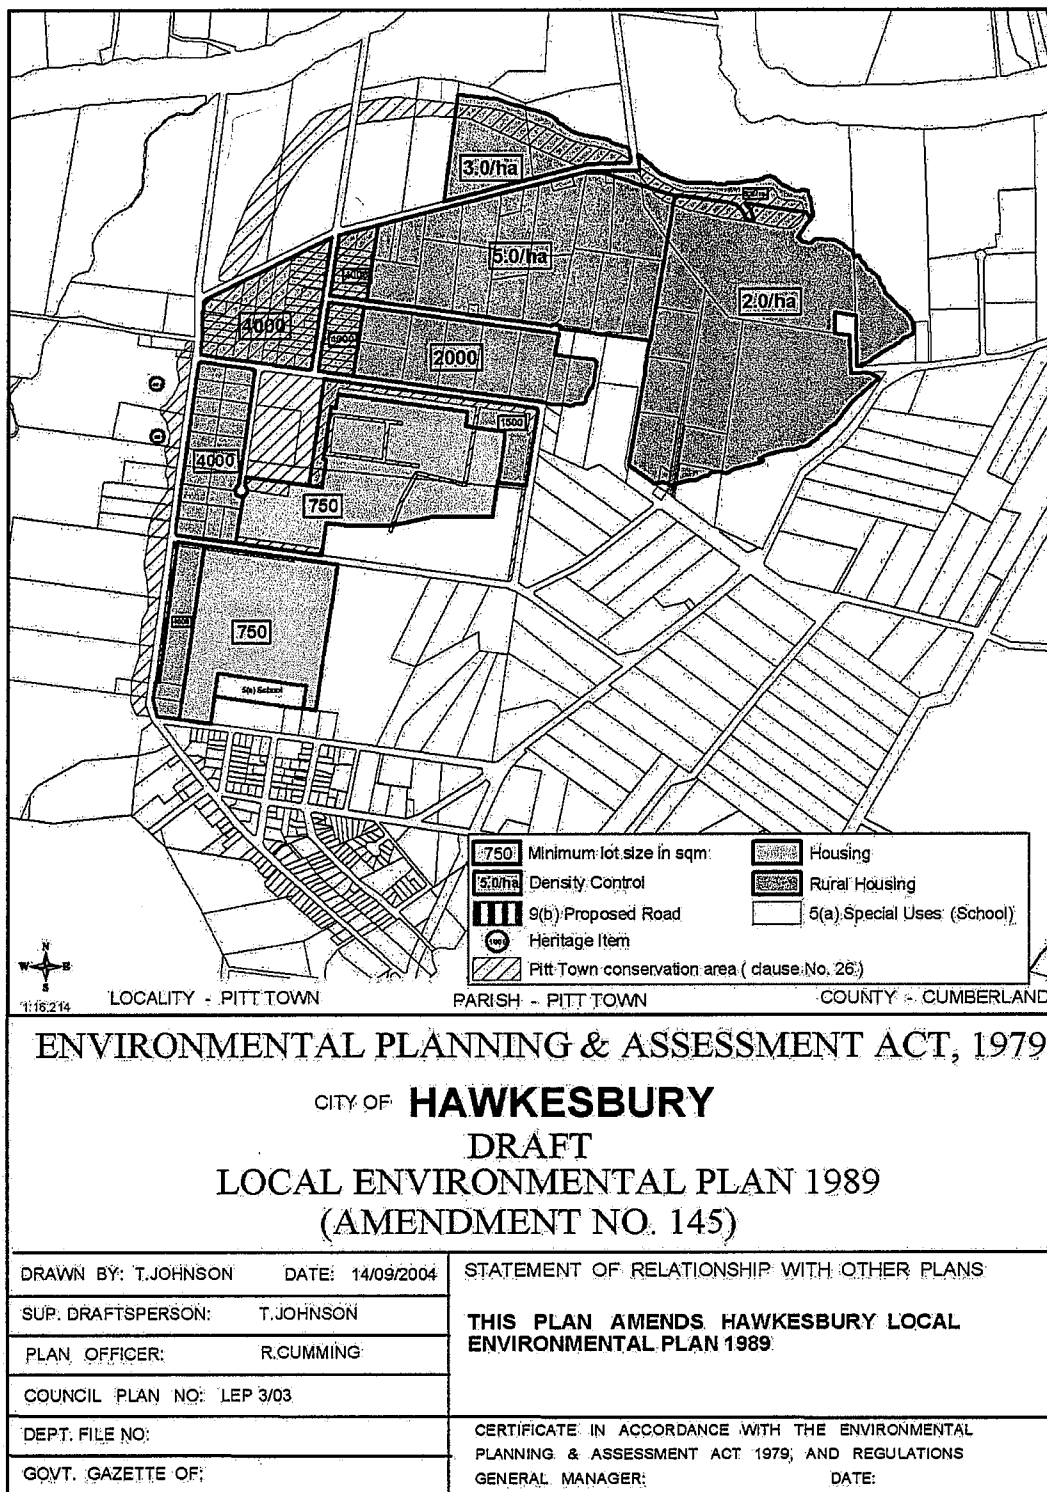 3.0/ha
5.0/ha
4000
2.0/ha
4000
2000
1500
4000
750
750
5(a) School
750 Minimum lot size in sqm
Housing
5.0/ha Density Control
Rural Housing
9(b) Proposed Road
5(a) Special Uses (School)
Heritage Item
Pitt Town conservation area ( clause No. 26 )
N
W E
S
1:16,214
LOCALITY - PITT TOWN PARISH - PITT TOWN COUNTY - CUMBERLAND
ENVIRONMENTAL PLANNING & ASSESSMENT ACT, 1979
CITY OF HAWKESBURY
DRAFT
LOCAL ENVIRONMENTAL PLAN 1989
(AMENDMENT NO. 145)
DRAWN BY: T.JOHNSON DATE: 14/09/2004
SUP. DRAFTSPERSON: T.JOHNSON
PLAN OFFICER: R.CUMMING
COUNCIL PLAN NO: LEP 3/03
DEPT. FILE NO:
GOVT. GAZETTE OF:
STATEMENT OF RELATIONSHIP WITH OTHER PLANS
THIS PLAN AMENDS HAWKESBURY LOCAL
ENVIRONMENTAL PLAN 1989
CERTIFICATE IN ACCORDANCE WITH THE ENVIRONMENTAL
PLANNING & ASSESSMENT ACT 1979, AND REGULATIONS
GENERAL MANAGER: DATE: